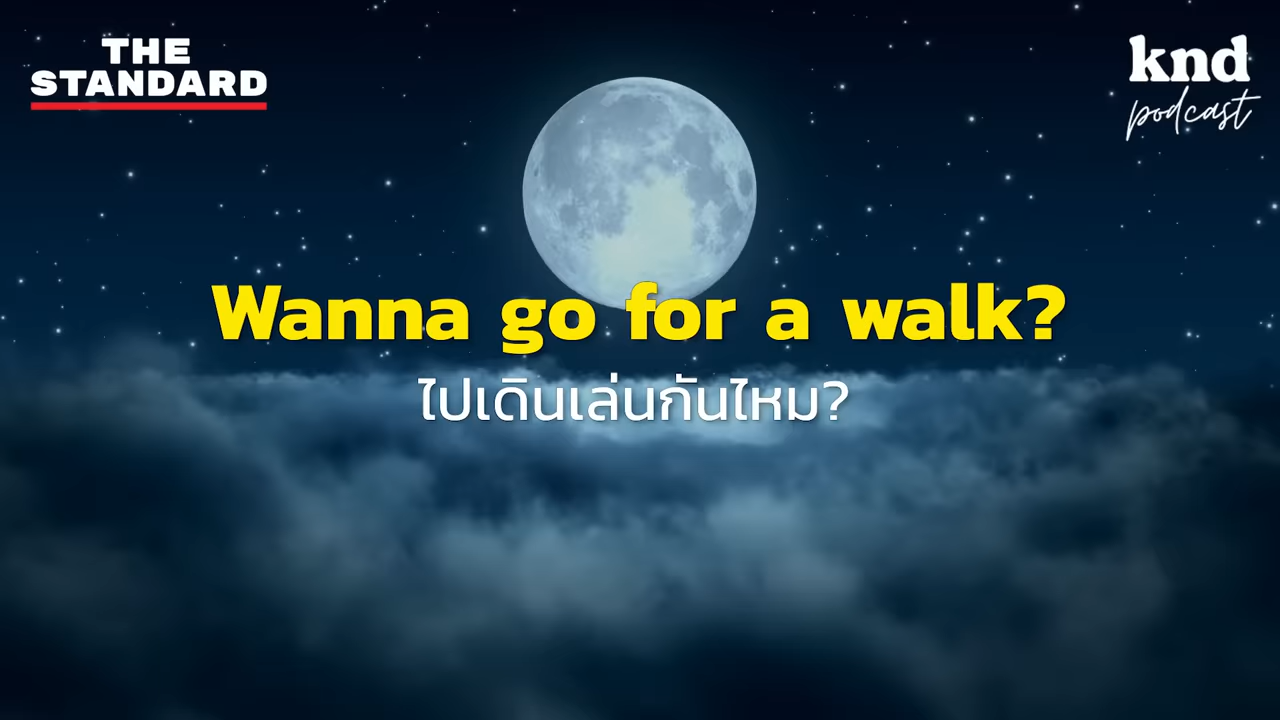 THE
STANDARD
knd
podcast
Wanna go for a walk?
ไปเดินเล่นกันไหม?